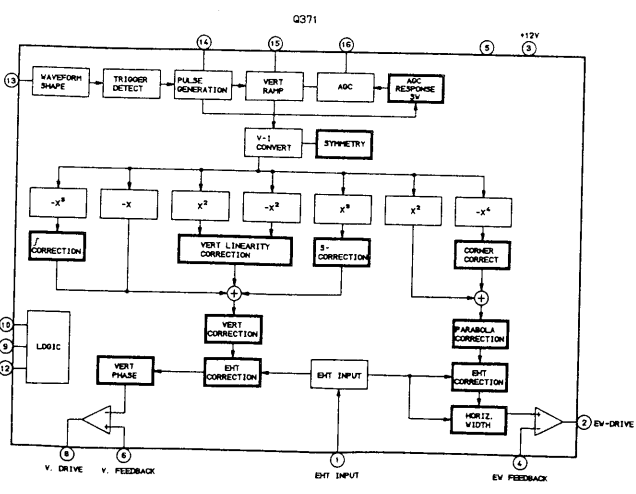 Q371
+12V
14 15 16 5 3
13
WAVEFORM SHAPE
TRIGGER DETECT
PULSE GENERATION
VERT RAMP
AGC
AGC RESPONSE SW
V-I CONVERT
SYMMETRY
-X³ -X X² -X² X³ X² -X⁴
∫ CORRECTION
VERT LINEARITY CORRECTION
S- CORRECTION
CORNER CORRECT
+ +
VERT CORRECTION
PARABOLA CORRECTION
10
9
12
LOGIC
VERT PHASE
EHT CORRECTION
EHT INPUT
EHT CORRECTION
HORIZ. WIDTH
2 EW-DRIVE
8 6 1 4
V. DRIVE
V. FEEDBACK
EHT INPUT
EW FEEDBACK